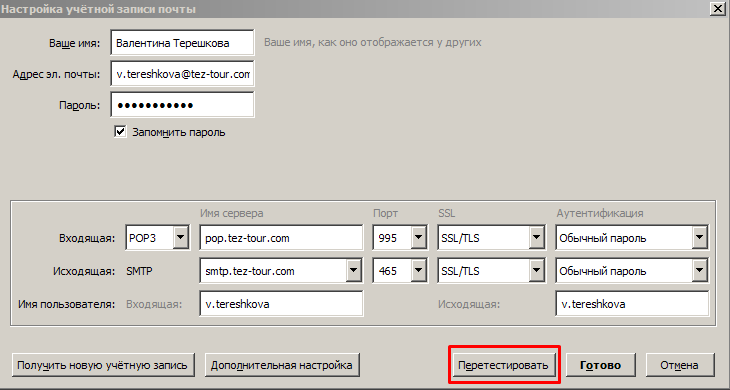 Настройка учётной записи почты
Ваше имя: Валентина Терешкова Ваше имя, как оно отображается у других
Адрес эл. почты: v.tereshkova@tez-tour.com
Пароль: •••••••••••
Запомнить пароль
Имя сервера Порт SSL Аутентификация
Входящая: POP3 pop.tez-tour.com 995 SSL/TLS Обычный пароль
Исходящая: SMTP smtp.tez-tour.com 465 SSL/TLS Обычный пароль
Имя пользователя: Входящая: v.tereshkova Исходящая: v.tereshkova
Получить новую учётную запись Дополнительная настройка Перетестировать Готово Отмена